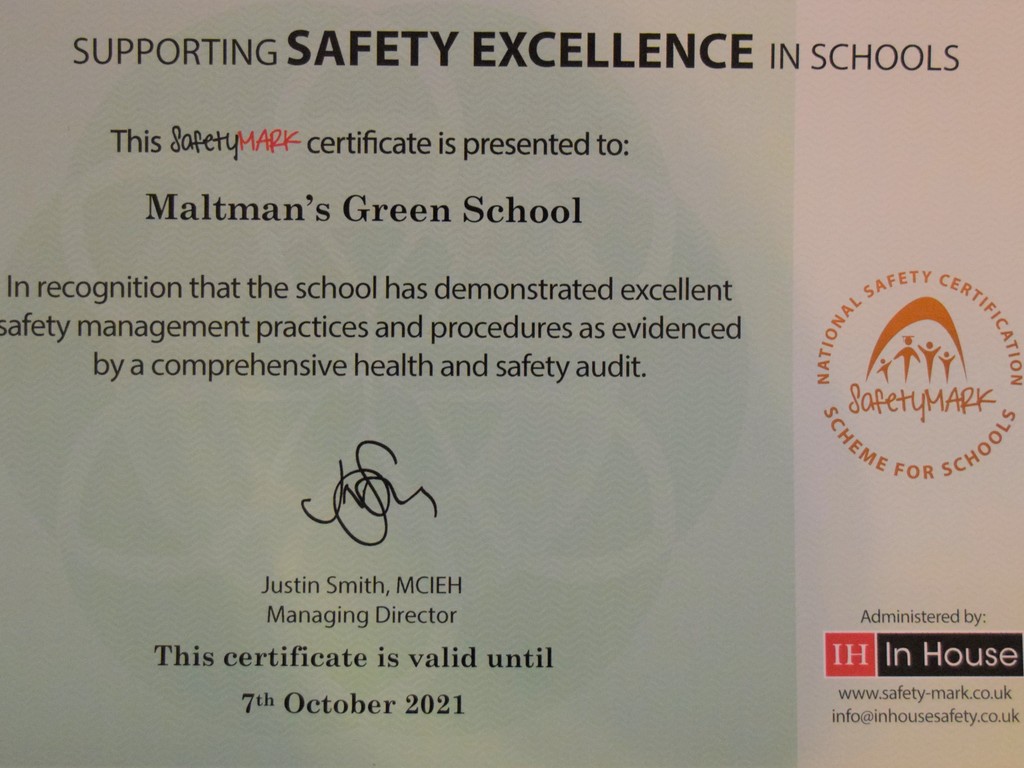 SUPPORTING SAFETY EXCELLENCE IN SCHOOLS
This SafetyMARK certificate is presented to:
Maltman's Green School
In recognition that the school has demonstrated excellent
safety management practices and procedures as evidenced
by a comprehensive health and safety audit.
Justin Smith, MCIEH
Managing Director
This certificate is valid until
7th October 2021
NATIONAL SAFETY CERTIFICATION
SafetyMARK
SCHEME FOR SCHOOLS
Administered by:
IH In House
www.safety-mark.co.uk
info@inhousesafety.co.uk